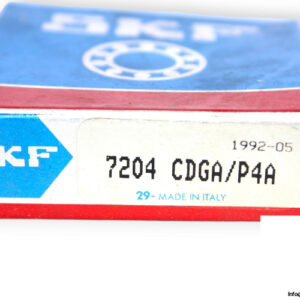 SKF
SKF
1992-05
7204 CDGA/P4A
29- MADE IN ITALY